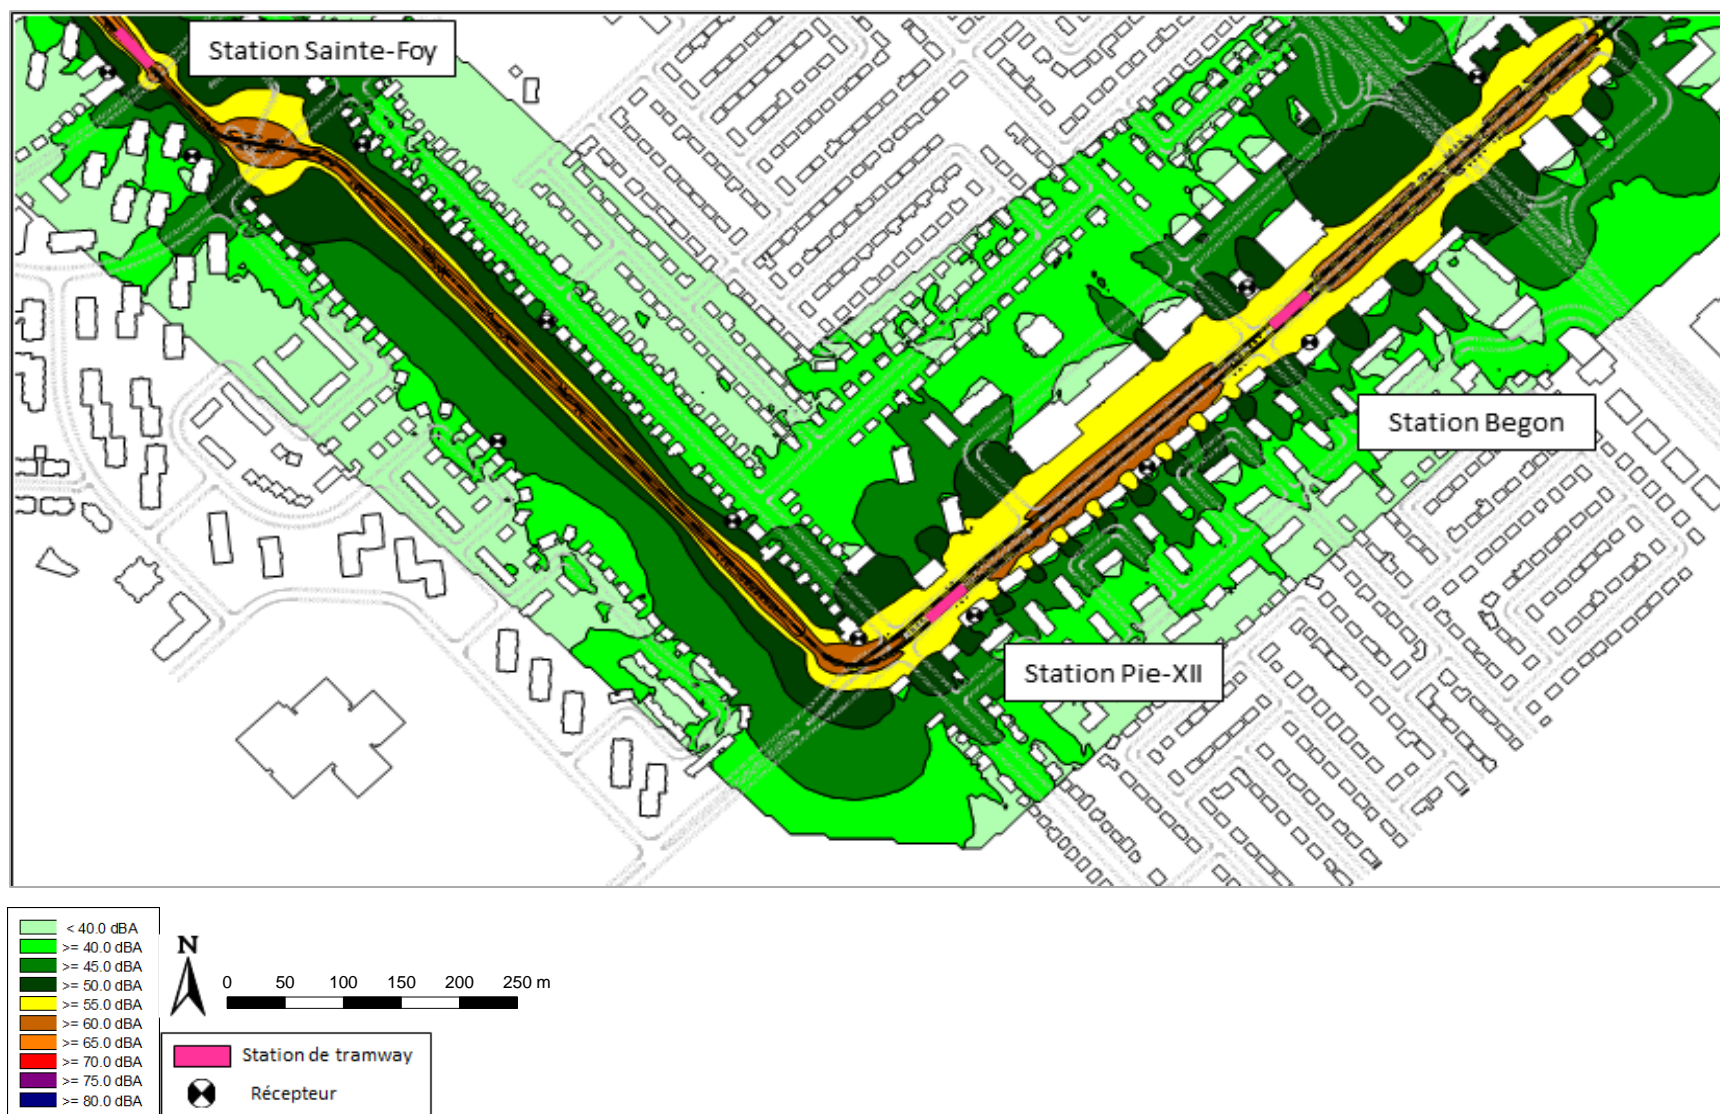 Station Sainte-Foy
Station Begon
Station Pie-XII
< 40.0 dBA
>= 40.0 dBA
>= 45.0 dBA
>= 50.0 dBA
>= 55.0 dBA
>= 60.0 dBA
>= 65.0 dBA
>= 70.0 dBA
>= 75.0 dBA
>= 80.0 dBA
N
0 50 100 150 200 250 m
Station de tramway
Récepteur